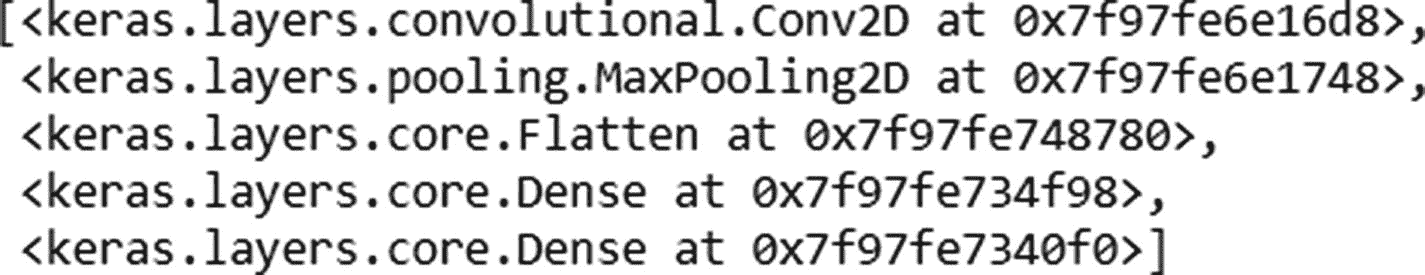 [<keras.layers.convolutional.Conv2D at 0x7f97fe6e16d8>,
<keras.layers.pooling.MaxPooling2D at 0x7f97fe6e1748>,
<keras.layers.core.Flatten at 0x7f97fe748780>,
<keras.layers.core.Dense at 0x7f97fe734f98>,
<keras.layers.core.Dense at 0x7f97fe7340f0>]